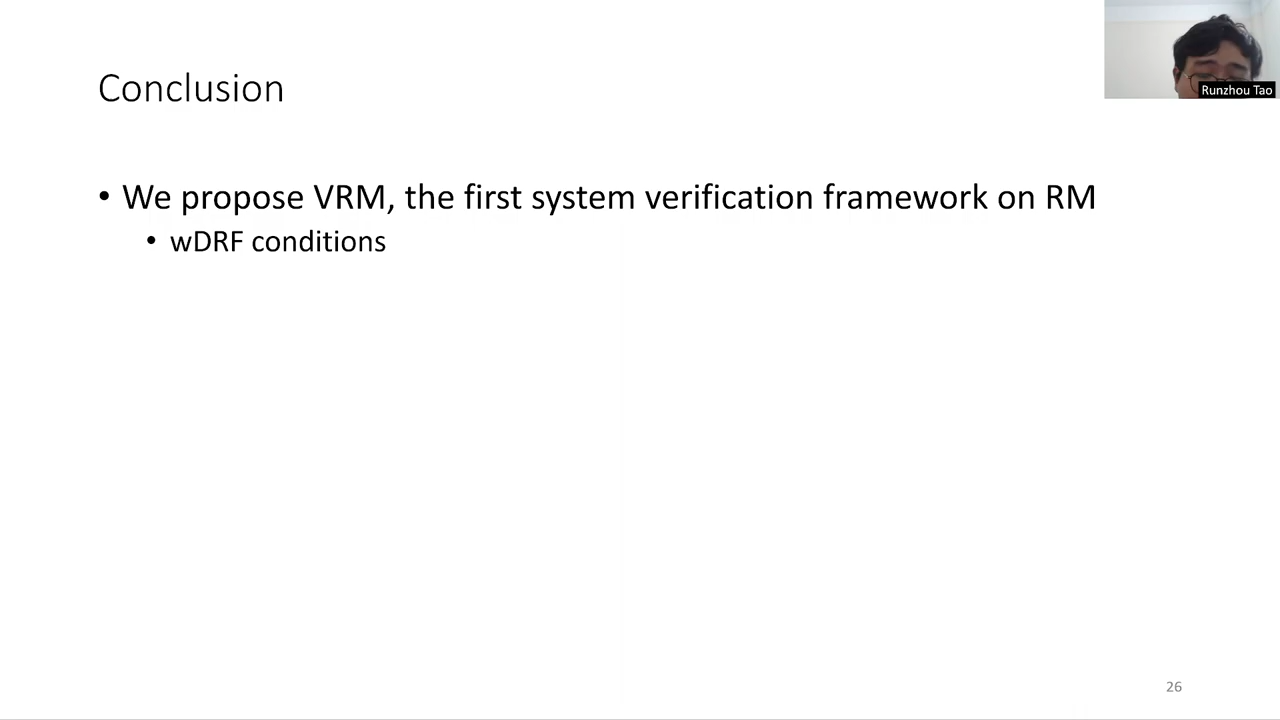 Conclusion
Runzhou Tao
• We propose VRM, the first system verification framework on RM
• wDRF conditions
26